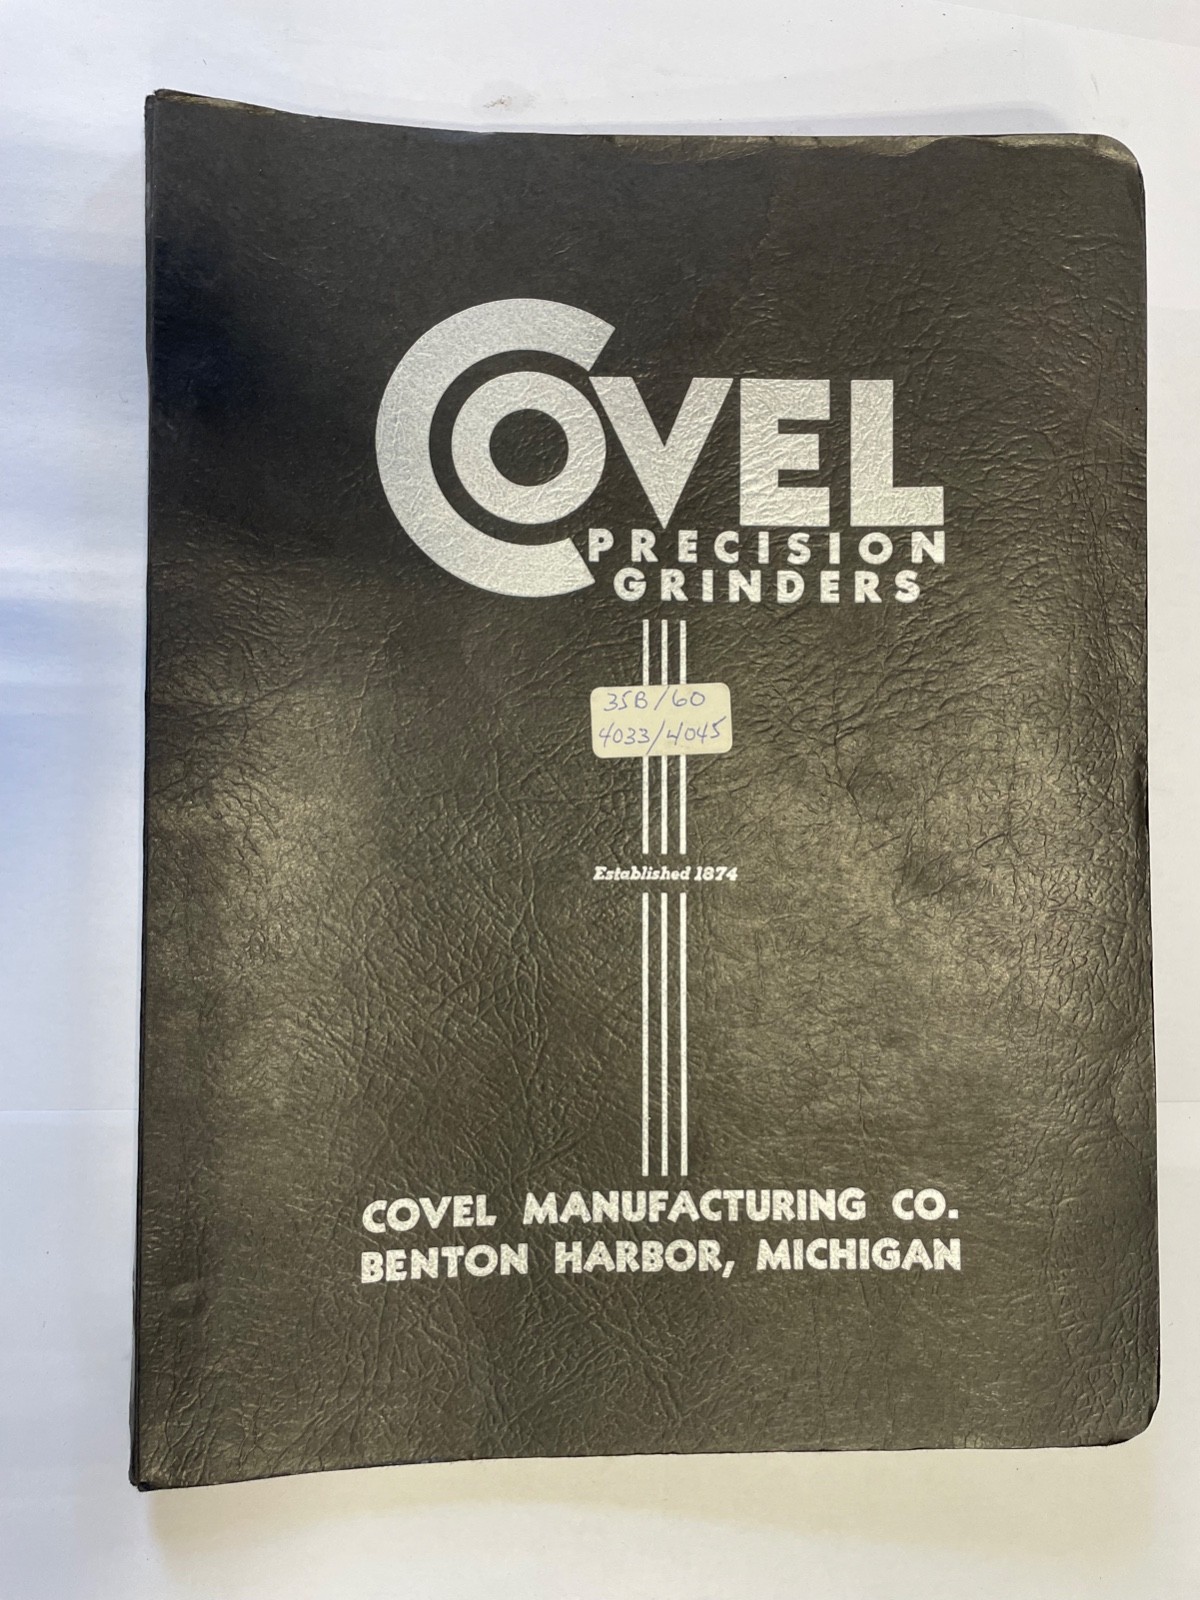 COVEL
PRECISION
GRINDERS
35B/60
4033/4045
Established 1874
COVEL MANUFACTURING CO.
BENTON HARBOR, MICHIGAN